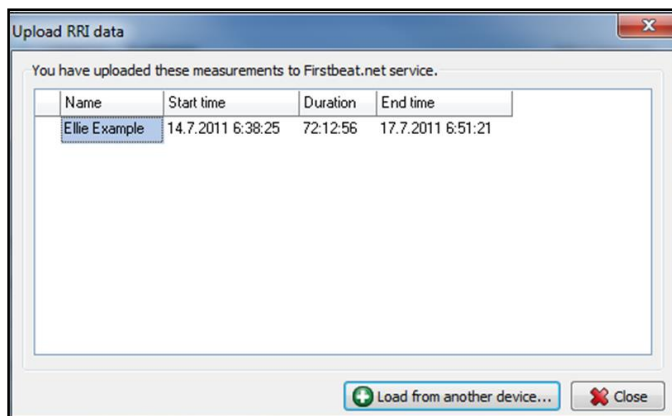 Upload RRI data
You have uploaded these measurements to Firstbeat.net service.
Name Start time Duration End time
Ellie Example 14.7.2011 6:38:25 72:12:56 17.7.2011 6:51:21
Load from another device... Close